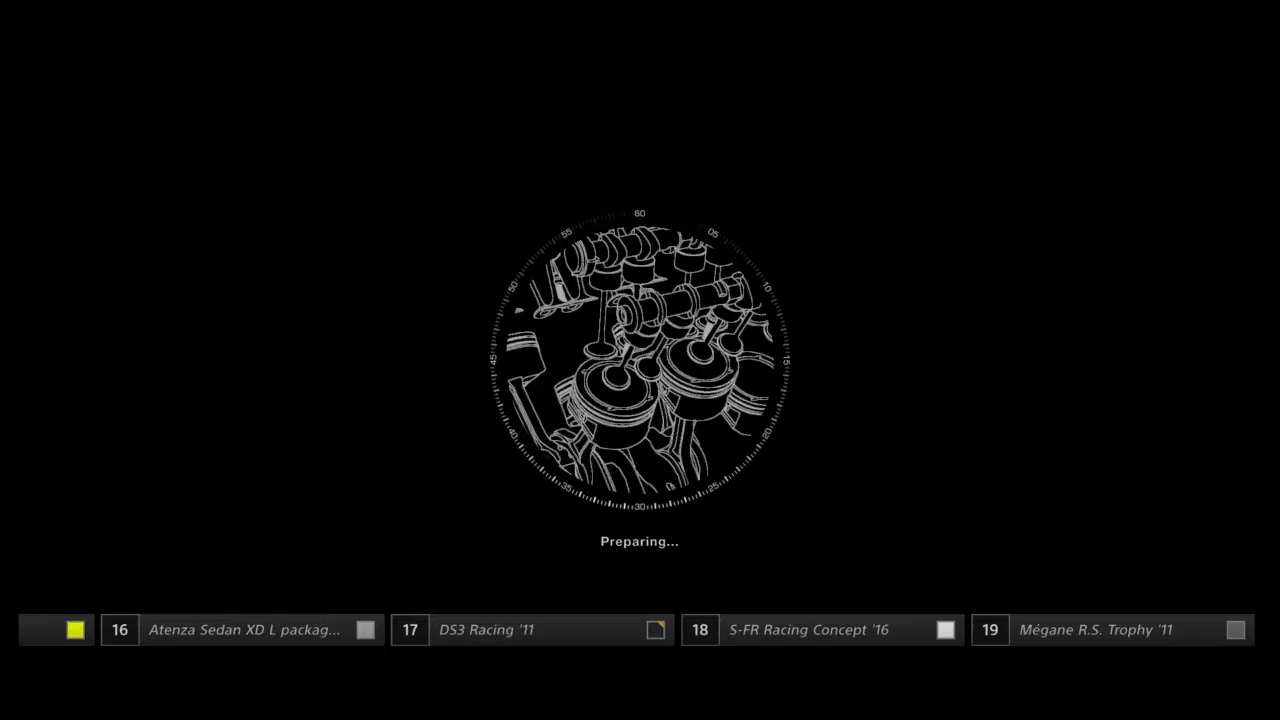 60
55
05
50
10
45
15
40
20
35
25
30
Preparing...
16 Atenza Sedan XD L packag...
17 DS3 Racing '11
18 S-FR Racing Concept '16
19 Mégane R.S. Trophy '11